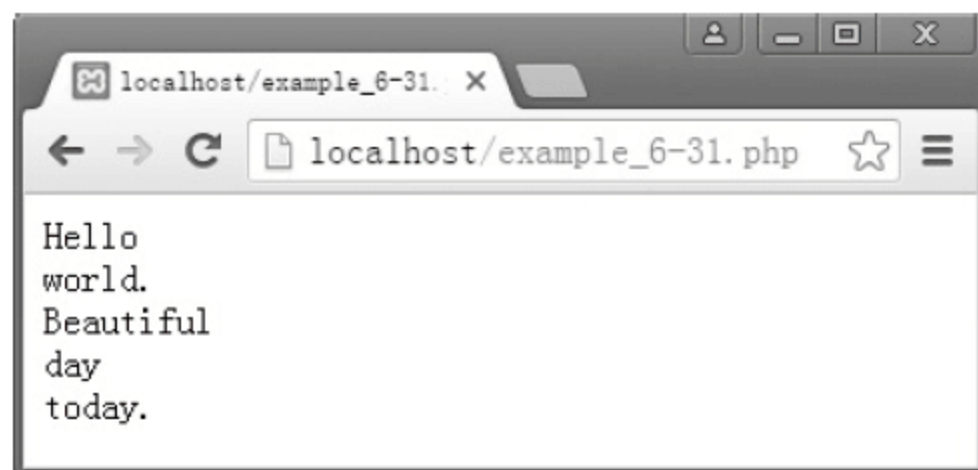 localhost/example_6-31.
localhost/example_6-31.php
Hello
world.
Beautiful
day
today.